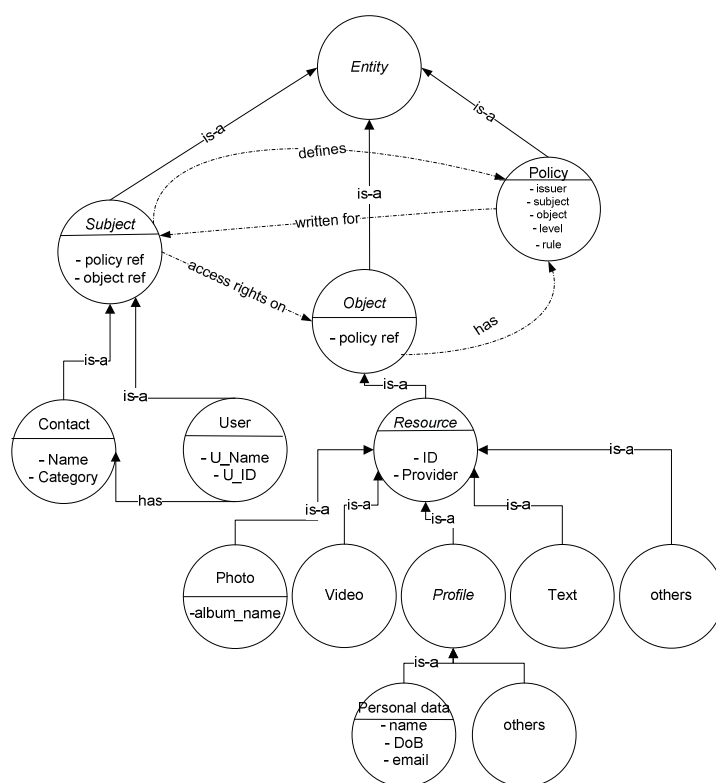 Entity
is-a
is-a
defines
Policy
- issuer
- subject
- object
- level
- rule
is-a
written for
Subject
- policy ref
- object ref
access rights on
Object
- policy ref
has
is-a
is-a
is-a
Contact
- Name
- Category
User
- U_Name
- U_ID
has
Resource
- ID
- Provider
is-a
is-a
is-a
is-a
is-a
Photo
-album_name
Video
Profile
Text
others
is-a
Personal data
- name
- DoB
- email
others